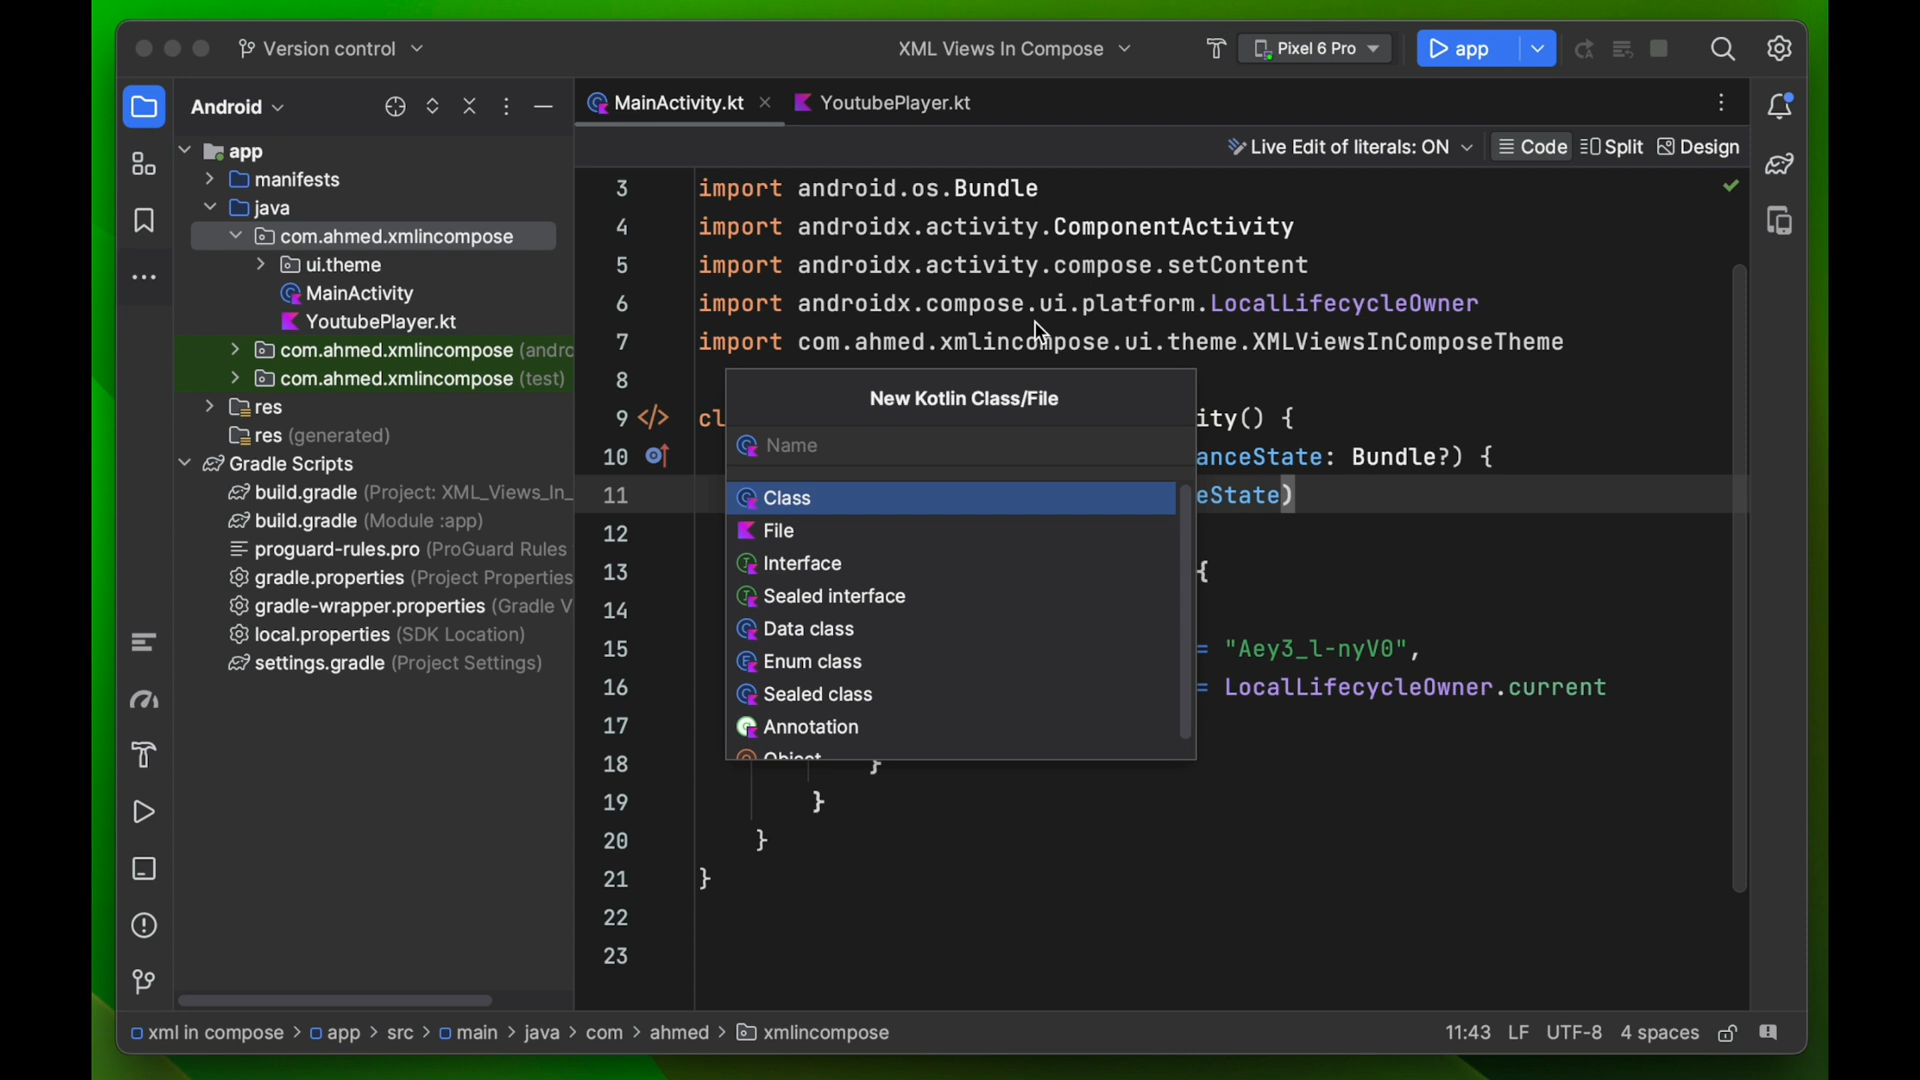 Version control
XML Views In Compose
Pixel 6 Pro
app
Android
MainActivity.kt
YoutubePlayer.kt
Live Edit of literals: ON
Code
Split
Design
app
manifests
java
com.ahmed.xmlincompose
ui.theme
MainActivity
YoutubePlayer.kt
com.ahmed.xmlincompose (andro
com.ahmed.xmlincompose (test)
res
res (generated)
Gradle Scripts
build.gradle (Project: XML_Views_In_
build.gradle (Module :app)
proguard-rules.pro (ProGuard Rules
gradle.properties (Project Properties
gradle-wrapper.properties (Gradle V
local.properties (SDK Location)
settings.gradle (Project Settings)
3 import android.os.Bundle
4 import androidx.activity.ComponentActivity
5 import androidx.activity.compose.setContent
6 import androidx.compose.ui.platform.LocalLifecycleOwner
7 import com.ahmed.xmlincompose.ui.theme.XMLViewsInComposeTheme
8
9 </> cl ity() {
10 anceState: Bundle?) {
11 eState)
12
13 {
14
15 = "Aey3_l-nyV0",
16 = LocalLifecycleOwner.current
17
18 }
19 }
20 }
21 }
22
23
New Kotlin Class/File
Name
Class
File
Interface
Sealed interface
Data class
Enum class
Sealed class
Annotation
Object
xml in compose > app > src > main > java > com > ahmed > xmlincompose
11:43 LF UTF-8 4 spaces